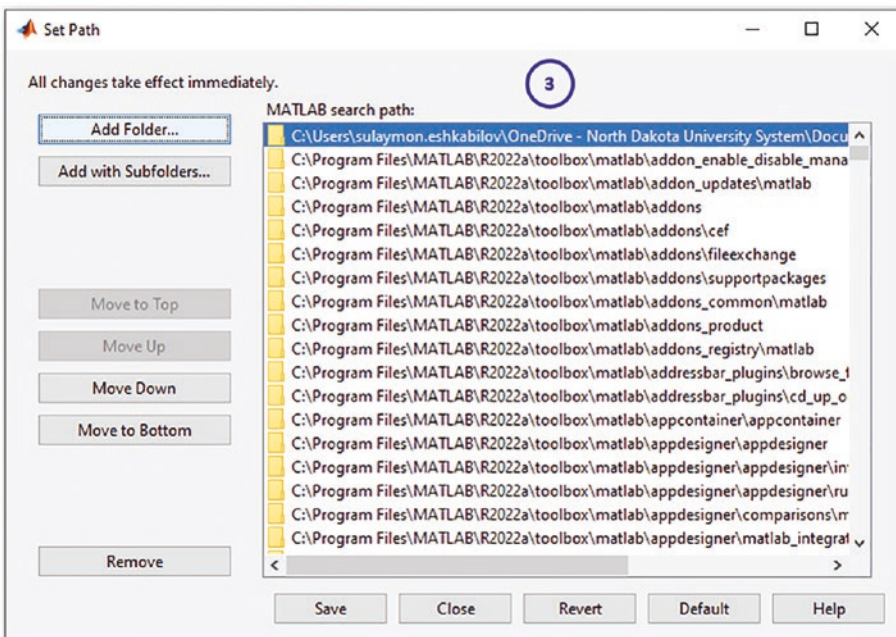 Set Path
All changes take effect immediately.
3
MATLAB search path:
Add Folder...
Add with Subfolders...
Move to Top
Move Up
Move Down
Move to Bottom
Remove
C:\Users\sulaymon.eshkabilov\OneDrive - North Dakota University System\Docu
C:\Program Files\MATLAB\R2022a\toolbox\matlab\addon_enable_disable_mana
C:\Program Files\MATLAB\R2022a\toolbox\matlab\addon_updates\matlab
C:\Program Files\MATLAB\R2022a\toolbox\matlab\addons
C:\Program Files\MATLAB\R2022a\toolbox\matlab\addons\cef
C:\Program Files\MATLAB\R2022a\toolbox\matlab\addons\fileexchange
C:\Program Files\MATLAB\R2022a\toolbox\matlab\addons\supportpackages
C:\Program Files\MATLAB\R2022a\toolbox\matlab\addons_common\matlab
C:\Program Files\MATLAB\R2022a\toolbox\matlab\addons_product
C:\Program Files\MATLAB\R2022a\toolbox\matlab\addons_registry\matlab
C:\Program Files\MATLAB\R2022a\toolbox\matlab\addressbar_plugins\browse_f
C:\Program Files\MATLAB\R2022a\toolbox\matlab\addressbar_plugins\cd_up_o
C:\Program Files\MATLAB\R2022a\toolbox\matlab\appcontainer\appcontainer
C:\Program Files\MATLAB\R2022a\toolbox\matlab\appdesigner\appdesigner
C:\Program Files\MATLAB\R2022a\toolbox\matlab\appdesigner\appdesigner\in
C:\Program Files\MATLAB\R2022a\toolbox\matlab\appdesigner\appdesigner\ru
C:\Program Files\MATLAB\R2022a\toolbox\matlab\appdesigner\comparisons\m
C:\Program Files\MATLAB\R2022a\toolbox\matlab\appdesigner\matlab_integrat
Save
Close
Revert
Default
Help